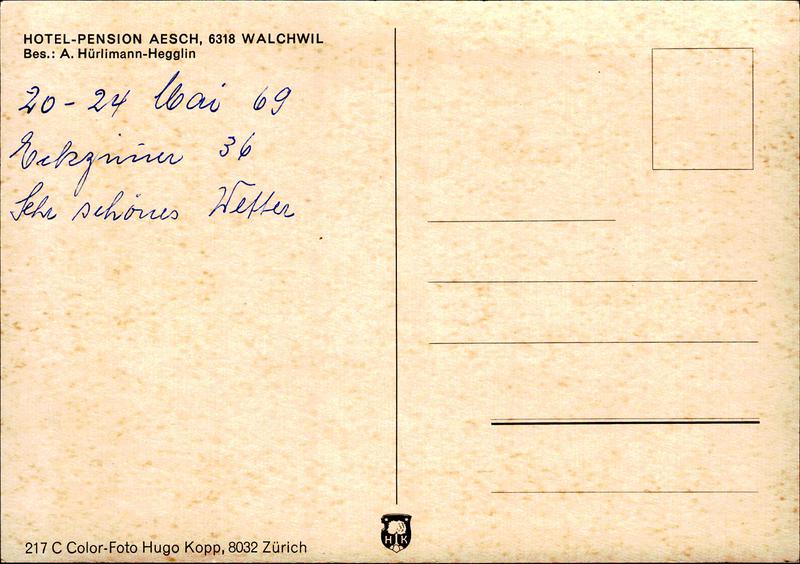 HOTEL-PENSION AESCH, 6318 WALCHWIL
Bes.: A. Hürlimann-Hegglin
20-24 Mai 69
Eckzimmer 36
Sehr schönes Wetter
H K
217 C Color-Foto Hugo Kopp, 8032 Zürich